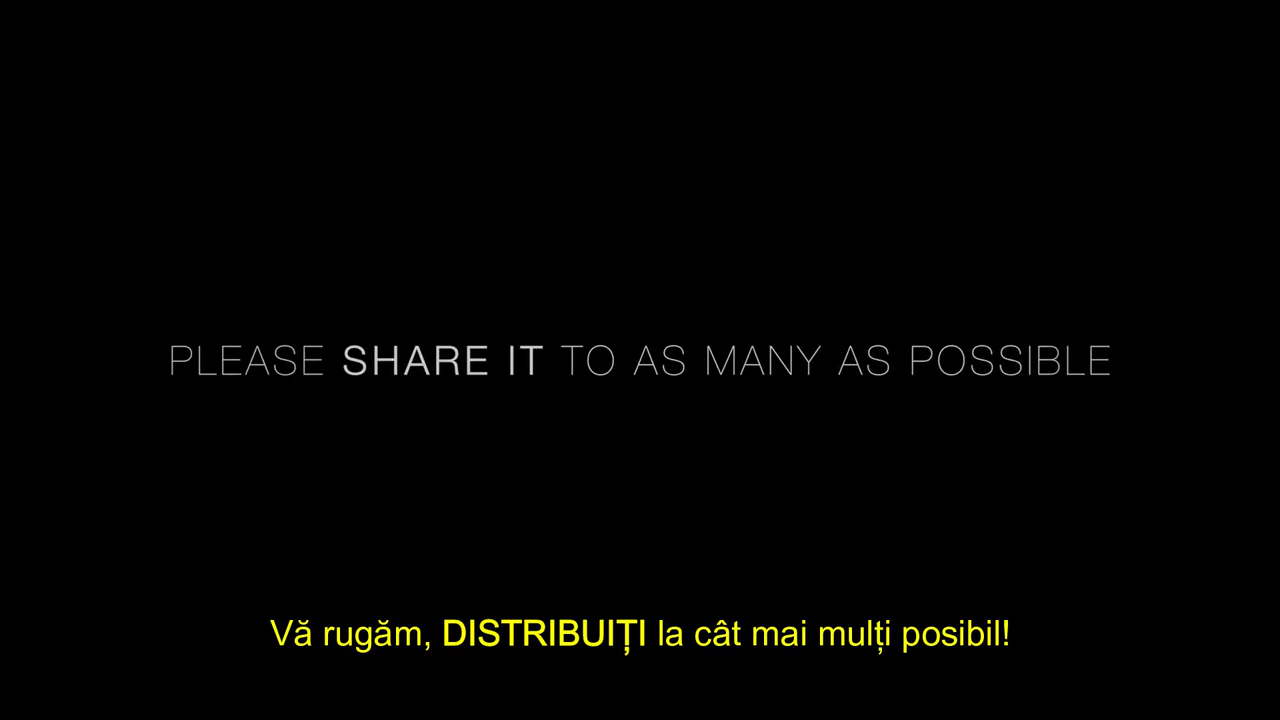 PLEASE SHARE IT TO AS MANY AS POSSIBLE
Vă rugăm, DISTRIBUIȚI la cât mai mulți posibil!